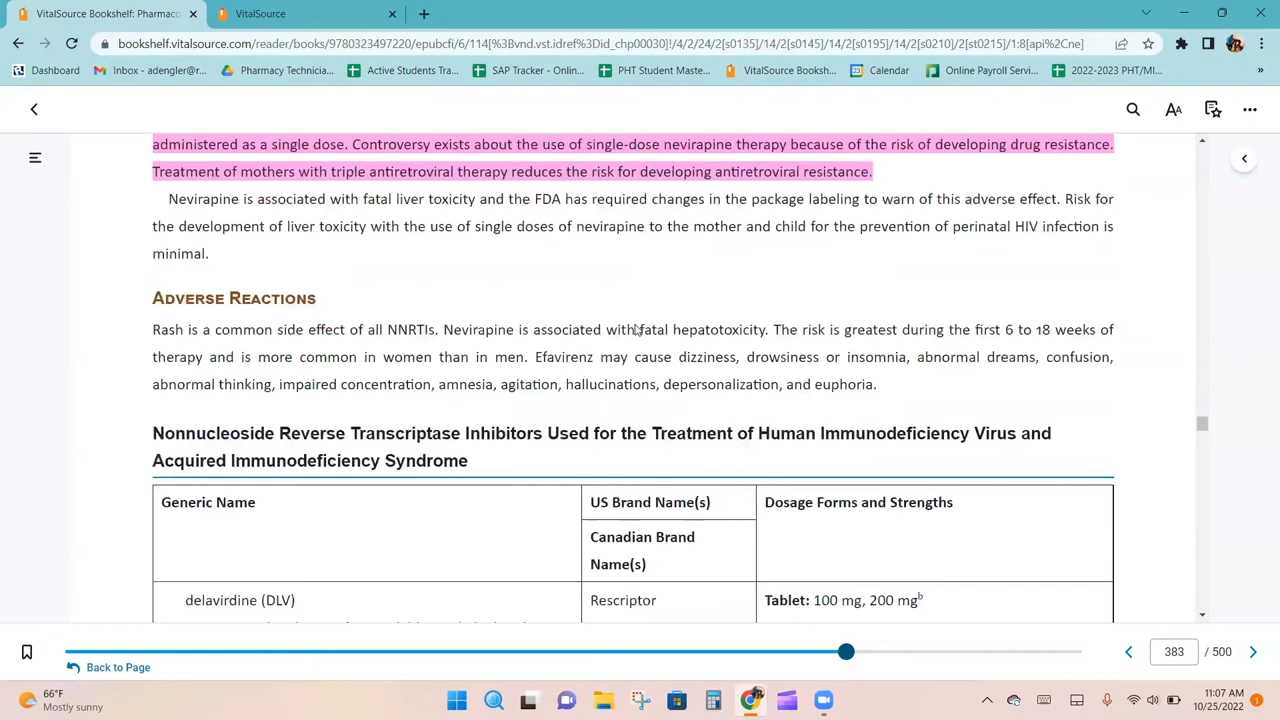 VitalSource Bookshelf: Pharmaco
VitalSource
bookshelf.vitalsource.com/reader/books/9780323497220/epubcfi/6/114[%3Bvnd.vst.idref%3Did_chp00030]!/4/2/24/2[s0135]/14/2[s0145]/14/2[s0195]/14/2[s0210]/2[st0215]/1:8[api%2Cne]
Dashboard
Inbox - adengler@r...
Pharmacy Technicia...
Active Students Tra...
SAP Tracker - Onlin...
PHT Student Maste...
VitalSource Booksh...
Calendar
Online Payroll Servi...
2022-2023 PHT/MI...
»
AA
administered as a single dose. Controversy exists about the use of single-dose nevirapine therapy because of the risk of developing drug resistance.
Treatment of mothers with triple antiretroviral therapy reduces the risk for developing antiretroviral resistance.
Nevirapine is associated with fatal liver toxicity and the FDA has required changes in the package labeling to warn of this adverse effect. Risk for
the development of liver toxicity with the use of single doses of nevirapine to the mother and child for the prevention of perinatal HIV infection is
minimal.
ADVERSE REACTIONS
Rash is a common side effect of all NNRTIs. Nevirapine is associated with fatal hepatotoxicity. The risk is greatest during the first 6 to 18 weeks of
therapy and is more common in women than in men. Efavirenz may cause dizziness, drowsiness or insomnia, abnormal dreams, confusion,
abnormal thinking, impaired concentration, amnesia, agitation, hallucinations, depersonalization, and euphoria.
Nonnucleoside Reverse Transcriptase Inhibitors Used for the Treatment of Human Immunodeficiency Virus and
Acquired Immunodeficiency Syndrome
Generic Name
US Brand Name(s)
Dosage Forms and Strengths
Canadian Brand
Name(s)
delavirdine (DLV)
Rescriptor
Tablet: 100 mg, 200 mgb
383 / 500
Back to Page
66°F
Mostly sunny
11:07 AM
10/25/2022
1